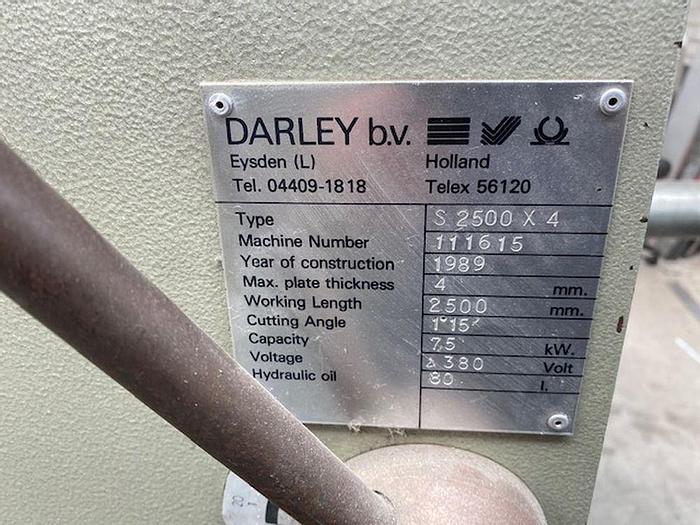 DARLEY b.v.
Eysden (L) Holland
Tel. 04409-1818 Telex 56120
Type S 2500 X 4
Machine Number 111615
Year of construction 1989
Max. plate thickness 4 mm.
Working Length 2500 mm.
Cutting Angle 1°15'
Capacity 7,5 kW.
Voltage ▵ 380 Volt
Hydraulic oil 80 l.
20
1